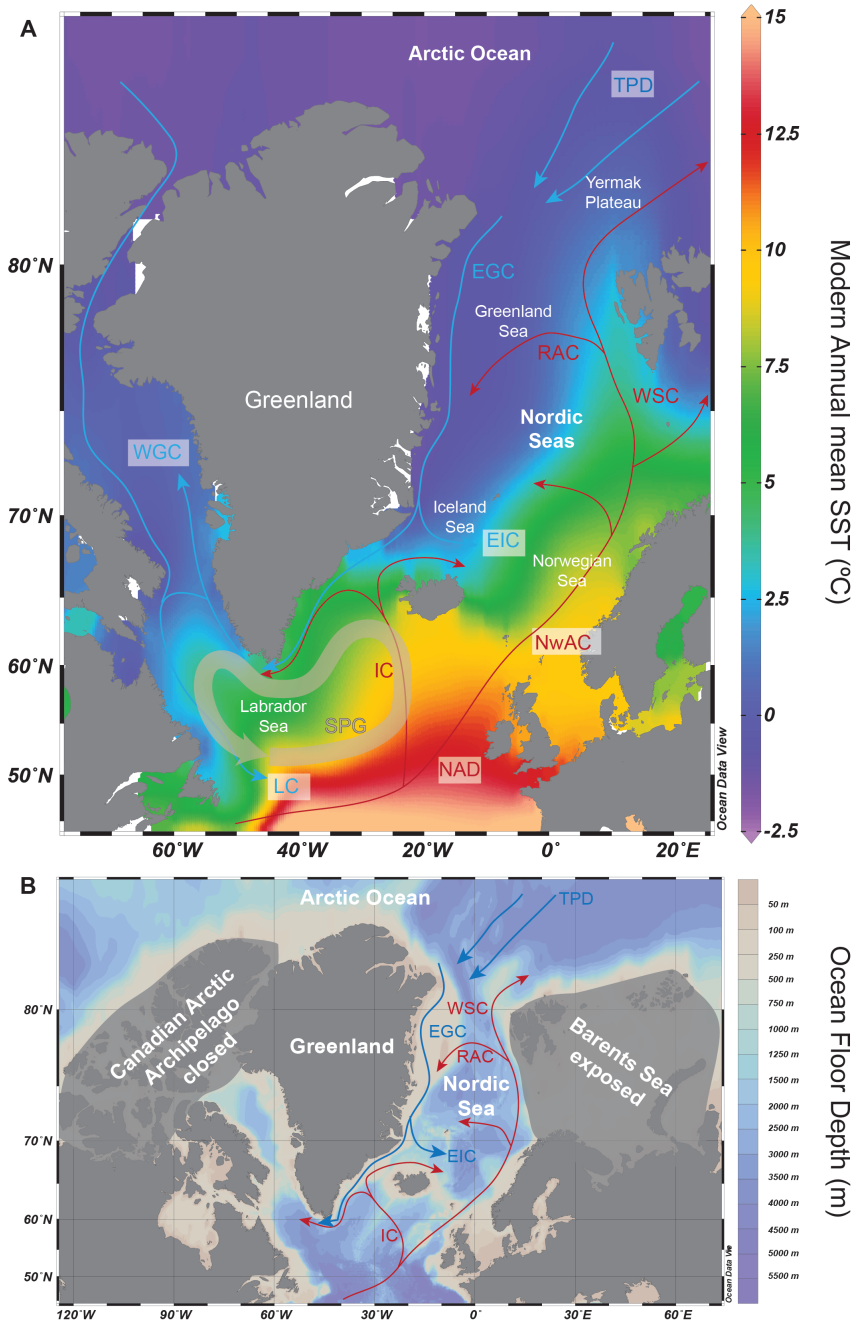 A
Arctic Ocean
TPD
Yermak
Plateau
80°N
EGC
Greenland
Sea
RAC
WSC
Greenland
Nordic
Seas
WGC
Iceland
Sea
70°N
EIC
Norwegian
Sea
NwAC
60°N
IC
Labrador
Sea
SPG
NAD
50°N
LC
Ocean Data View
60°W
40°W
20°W
0°
20°E
15
12.5
10
7.5
5
2.5
0
-2.5
Modern Annual mean SST (ºC)
B
Arctic Ocean
TPD
Canadian Arctic
Archipelago
closed
80°N
WSC
EGC
Greenland
RAC
Barents Sea
exposed
Nordic
Sea
70°N
EIC
60°N
IC
50°N
Ocean Data Vie
120°W
90°W
60°W
30°W
0°
30°E
60°E
50 m
100 m
250 m
500 m
750 m
1000 m
1250 m
1500 m
2000 m
2500 m
3000 m
3500 m
4000 m
4500 m
5000 m
5500 m
Ocean Floor Depth (m)